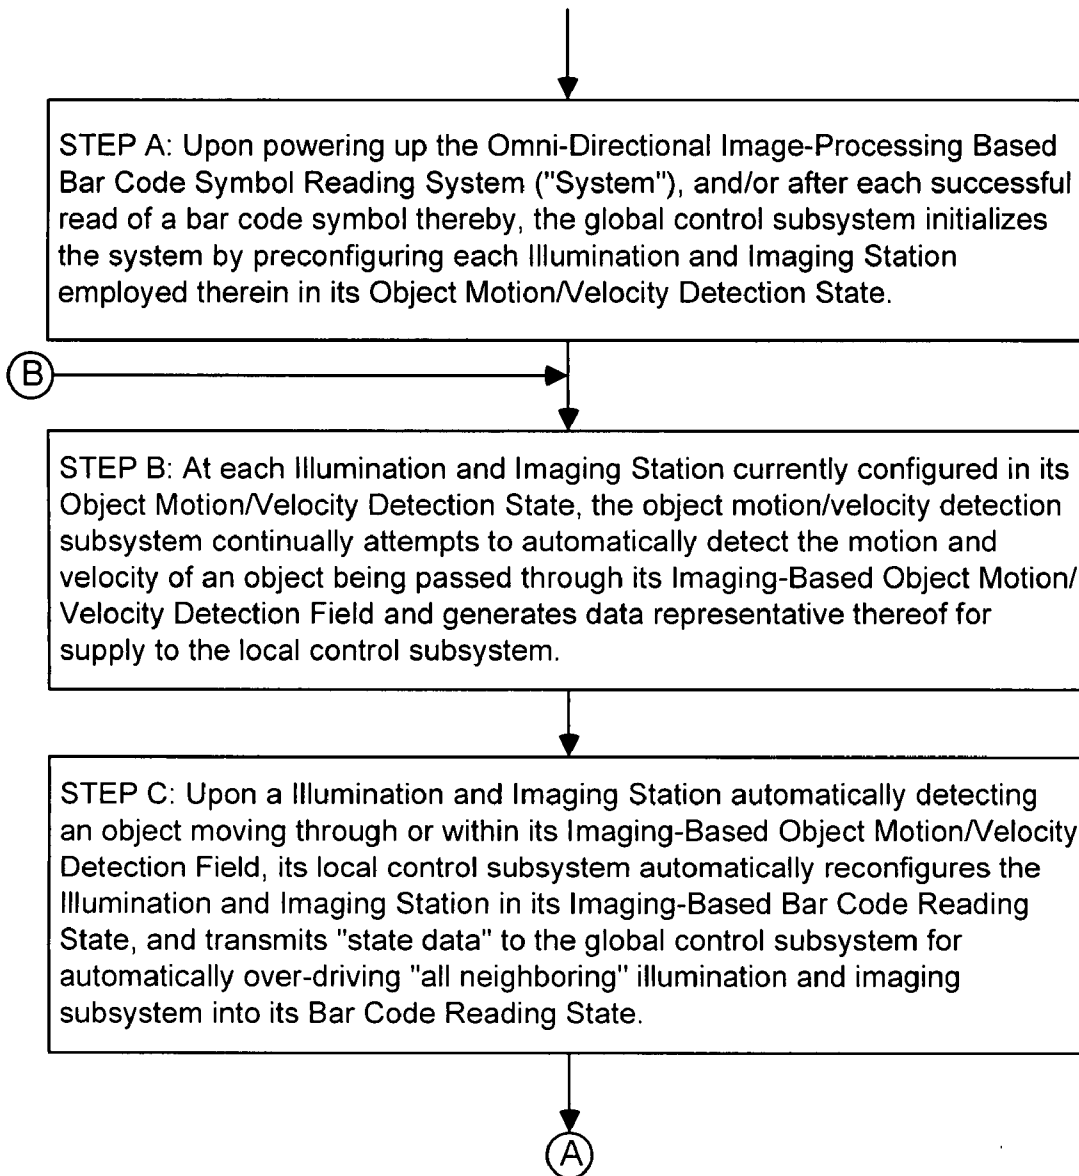 STEP A: Upon powering up the Omni-Directional Image-Processing Based
Bar Code Symbol Reading System ("System"), and/or after each successful
read of a bar code symbol thereby, the global control subsystem initializes
the system by preconfiguring each Illumination and Imaging Station
employed therein in its Object Motion/Velocity Detection State.
B
STEP B: At each Illumination and Imaging Station currently configured in its
Object Motion/Velocity Detection State, the object motion/velocity detection
subsystem continually attempts to automatically detect the motion and
velocity of an object being passed through its Imaging-Based Object Motion/
Velocity Detection Field and generates data representative thereof for
supply to the local control subsystem.
STEP C: Upon a Illumination and Imaging Station automatically detecting
an object moving through or within its Imaging-Based Object Motion/Velocity
Detection Field, its local control subsystem automatically reconfigures the
Illumination and Imaging Station in its Imaging-Based Bar Code Reading
State, and transmits "state data" to the global control subsystem for
automatically over-driving "all neighboring" illumination and imaging
subsystem into its Bar Code Reading State.
A